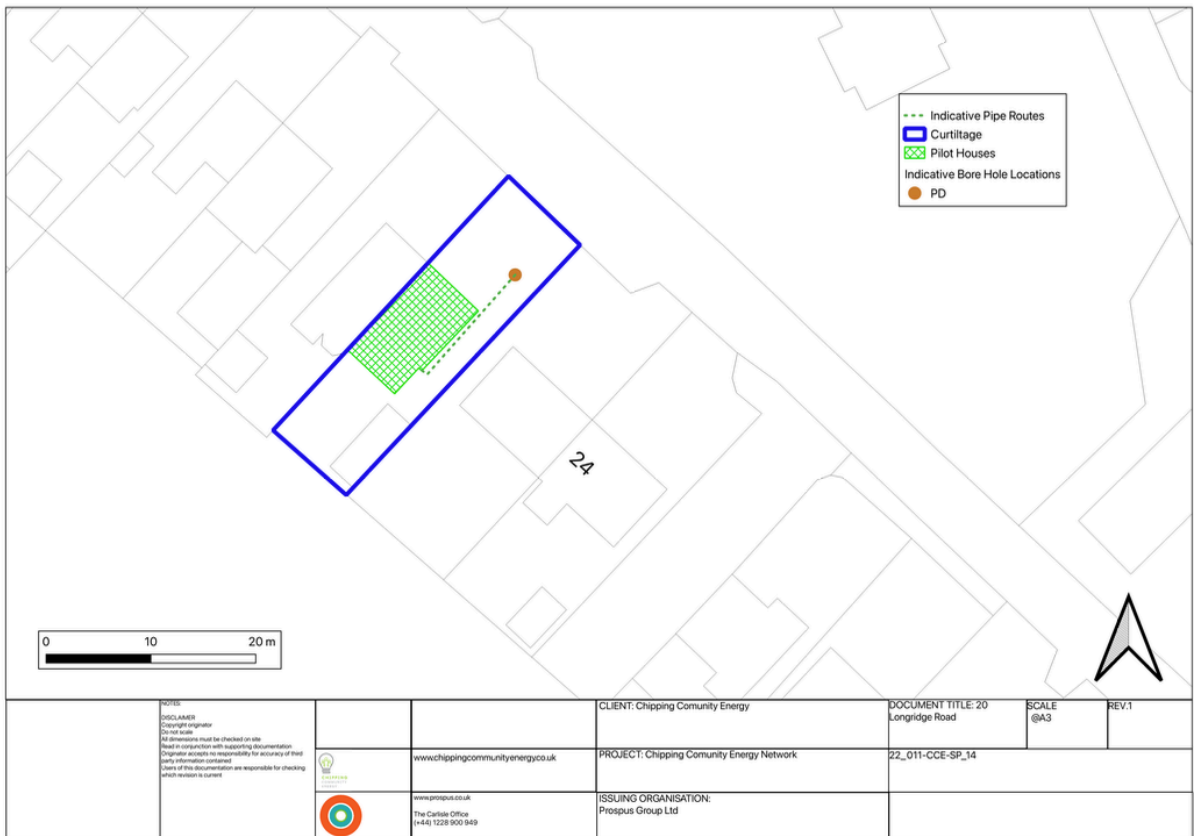 Indicative Pipe Routes
Curtiltage
Pilot Houses
Indicative Bore Hole Locations
PD
24
0 10 20 m
NOTES:
DISCLAIMER
Copyright originator
Do not scale
All dimensions must be checked on site
Read in conjunction with supporting documentation
Originator accepts no responsibility for accuracy of third
party information contained
Users of this documentation are responsible for checking
which revision is current
CHIPPING
COMMUNITY
ENERGY
www.chippingcommunityenergy.co.uk
www.prospus.co.uk
The Carlisle Office
(+44) 1228 900 949
CLIENT: Chipping Comunity Energy
PROJECT: Chipping Comunity Energy Network
ISSUING ORGANISATION:
Prospus Group Ltd
DOCUMENT TITLE: 20
Longridge Road
22_011-CCE-SP_14
SCALE
@A3
REV.1